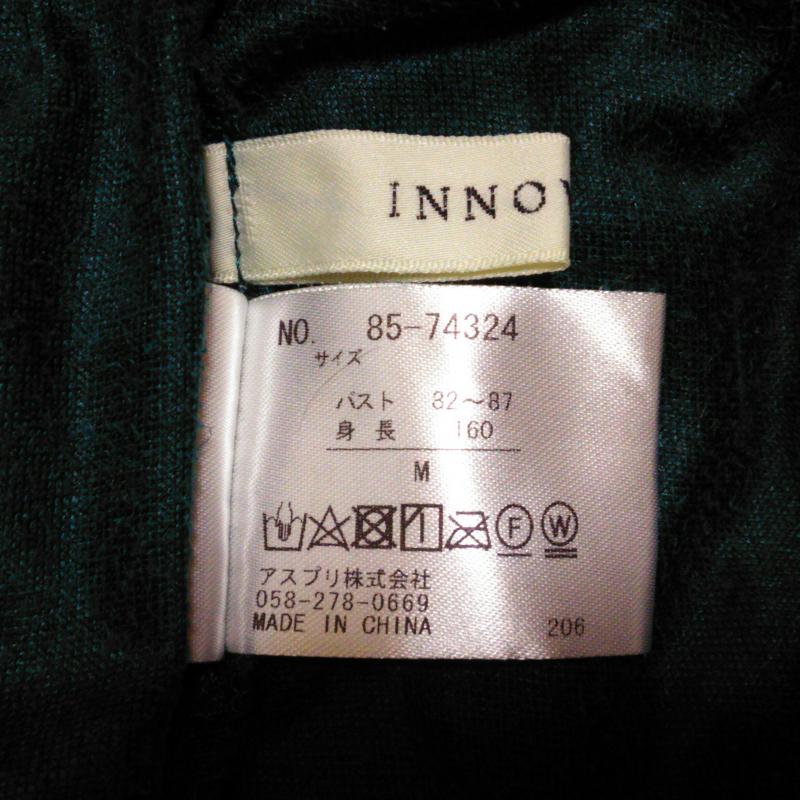 INNOV
NO. 85-74324
サイズ
バスト 82～87
身長 160
M
F W
アスプリ株式会社
058-278-0669
MADE IN CHINA 206